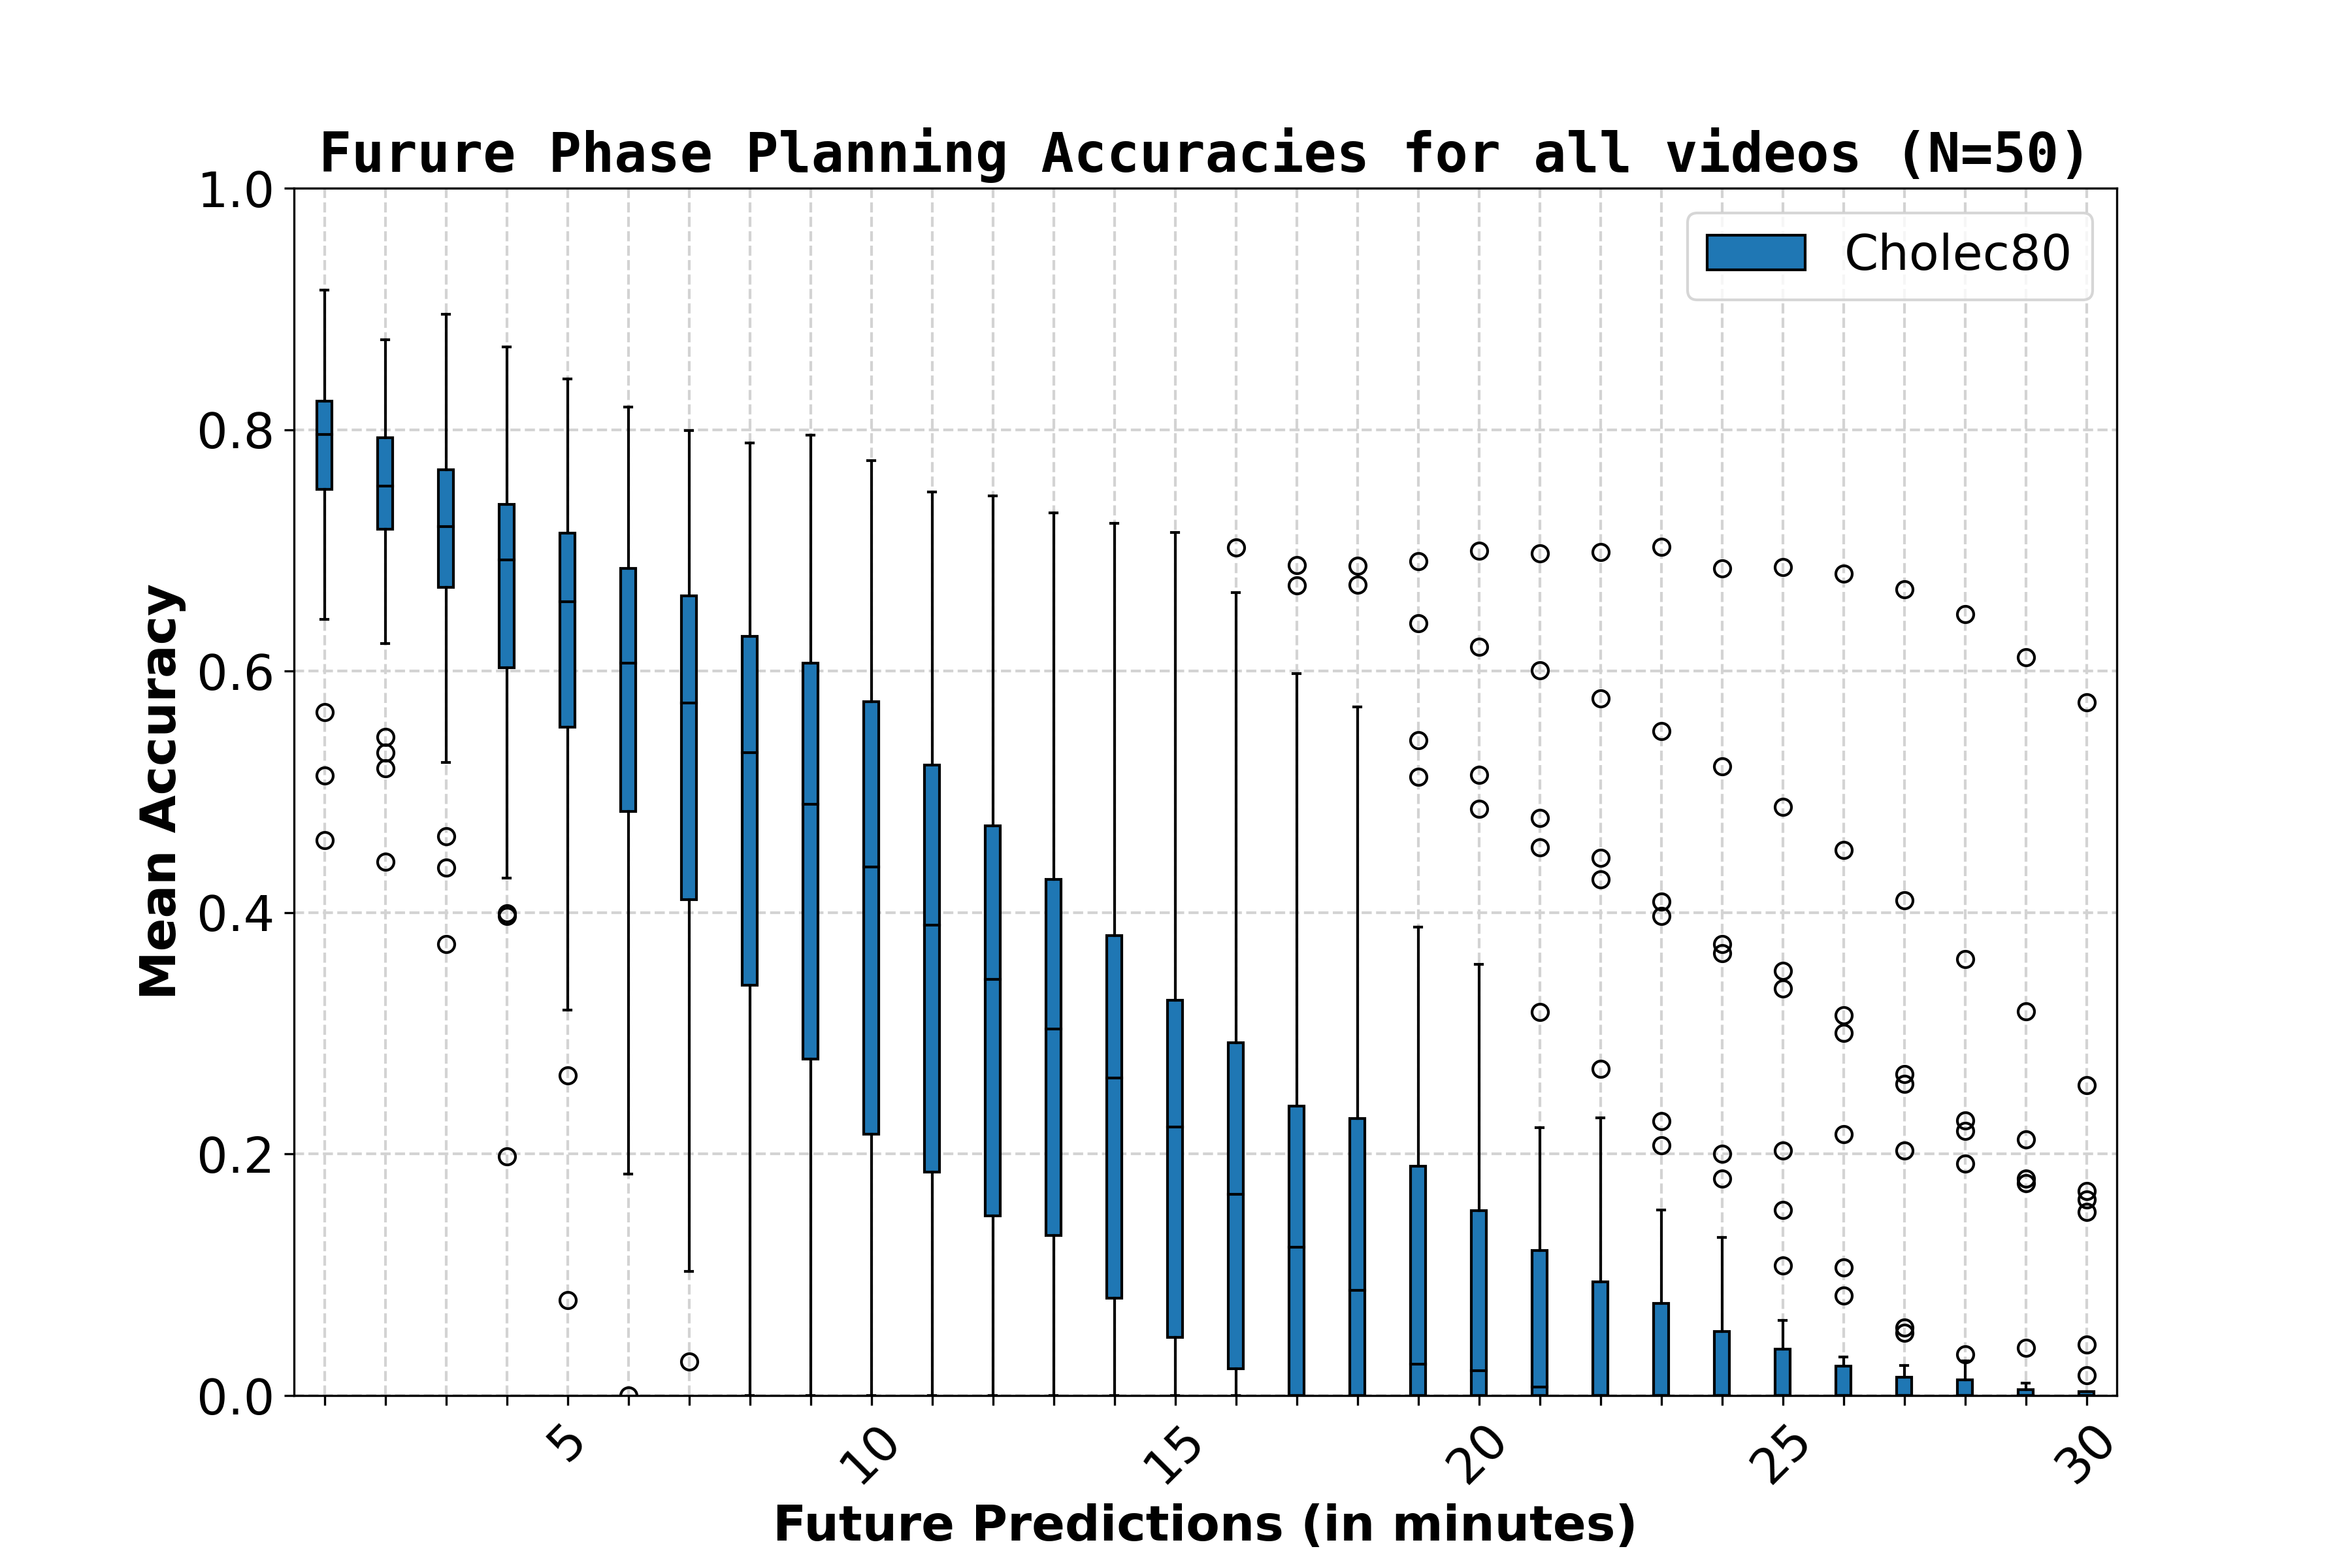 Furure Phase Planning Accuracies for all videos (N=50)
Cholec80
1.0
0.8
0.6
0.4
0.2
0.0
Mean Accuracy
5 10 15 20 25 30
Future Predictions (in minutes)